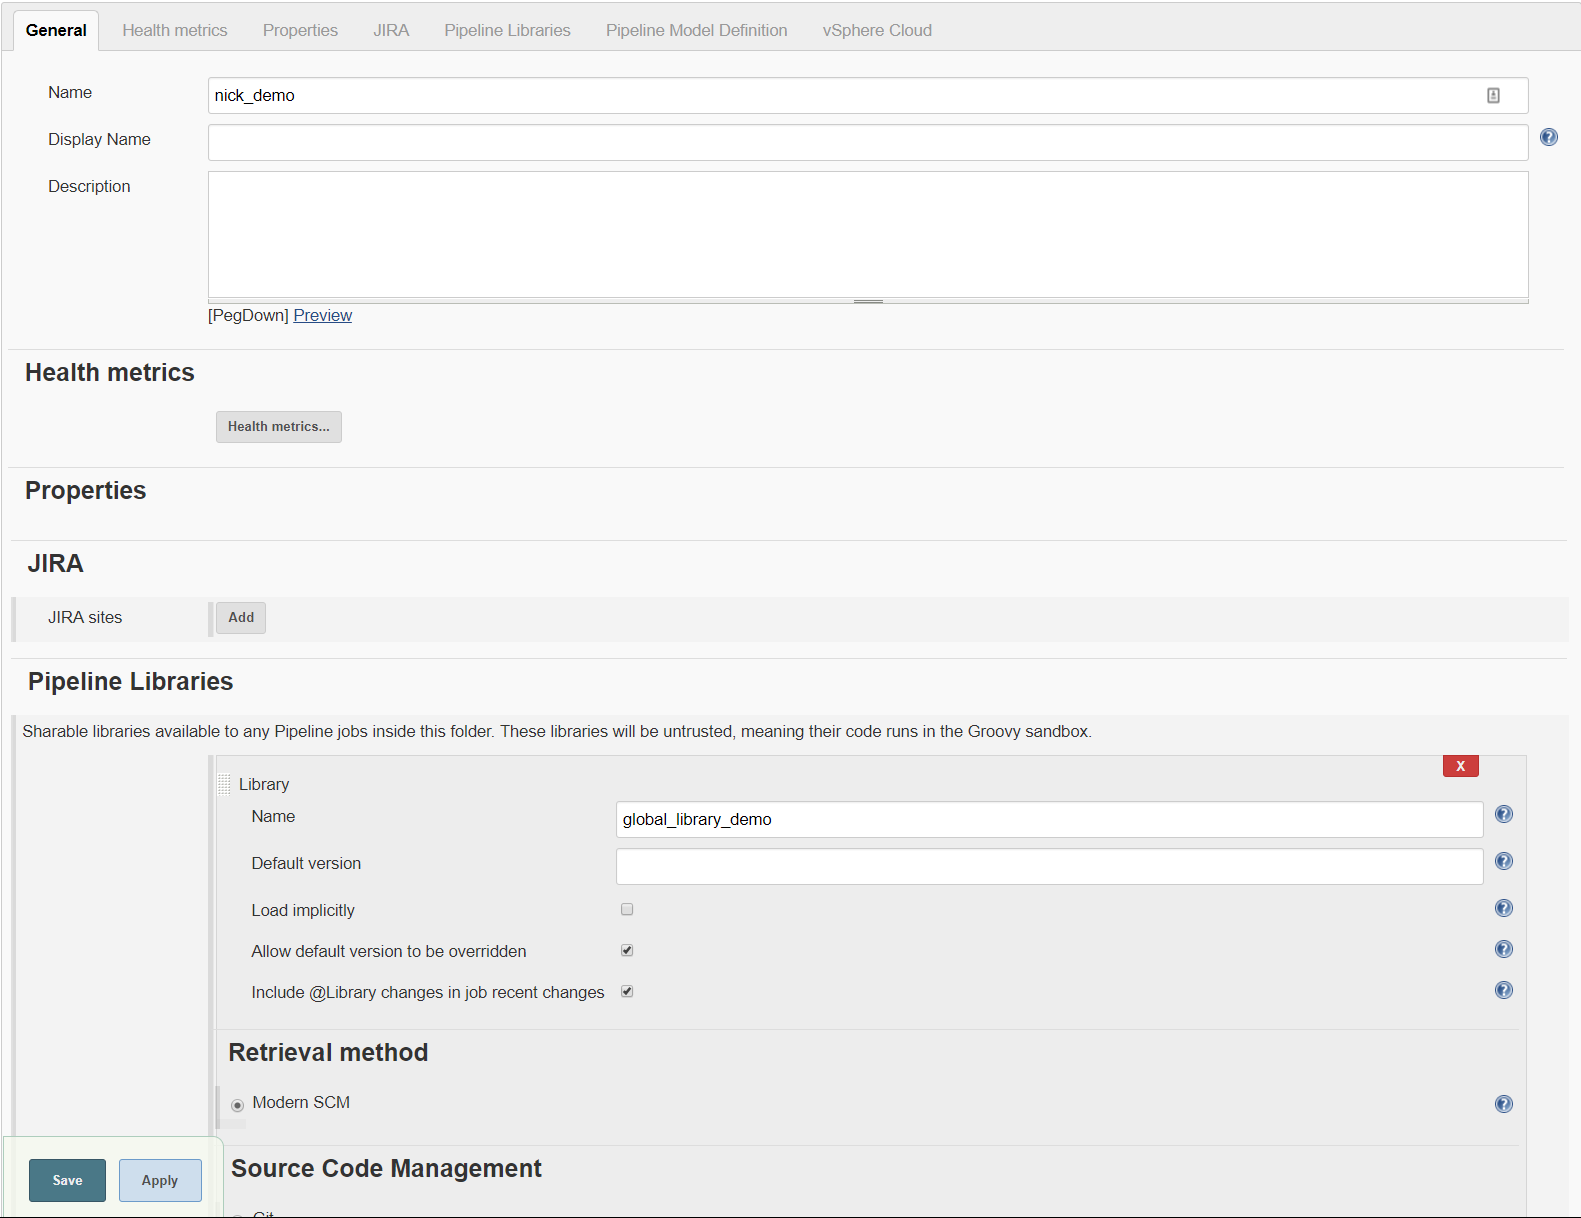 General Health metrics Properties JIRA Pipeline Libraries Pipeline Model Definition vSphere Cloud
Name nick_demo
Display Name
Description
[PegDown] Preview
Health metrics
Health metrics...
Properties
JIRA
JIRA sites Add
Pipeline Libraries
Sharable libraries available to any Pipeline jobs inside this folder. These libraries will be untrusted, meaning their code runs in the Groovy sandbox.
X
Library
Name global_library_demo
Default version
Load implicitly
Allow default version to be overridden
Include @Library changes in job recent changes
Retrieval method
Modern SCM
Source Code Management
Save Apply
Git